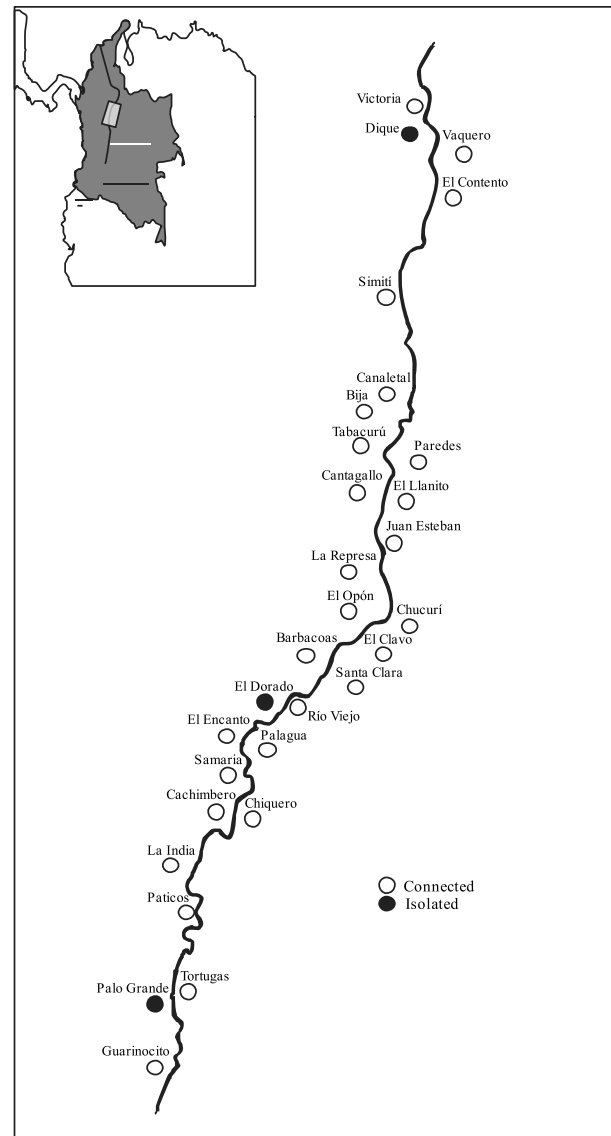 Victoria
Dique
Vaquero
El Contento
Simití
Canaletal
Bija
Tabacurú
Paredes
Cantagallo
El Llanito
Juan Esteban
La Represa
El Opón
Chucurí
Barbacoas
El Clavo
Santa Clara
El Dorado
Río Viejo
El Encanto
Palagua
Samaria
Cachimbero
Chiquero
La India
Connected
Paticos
Isolated
Tortugas
Palo Grande
Guarinocito